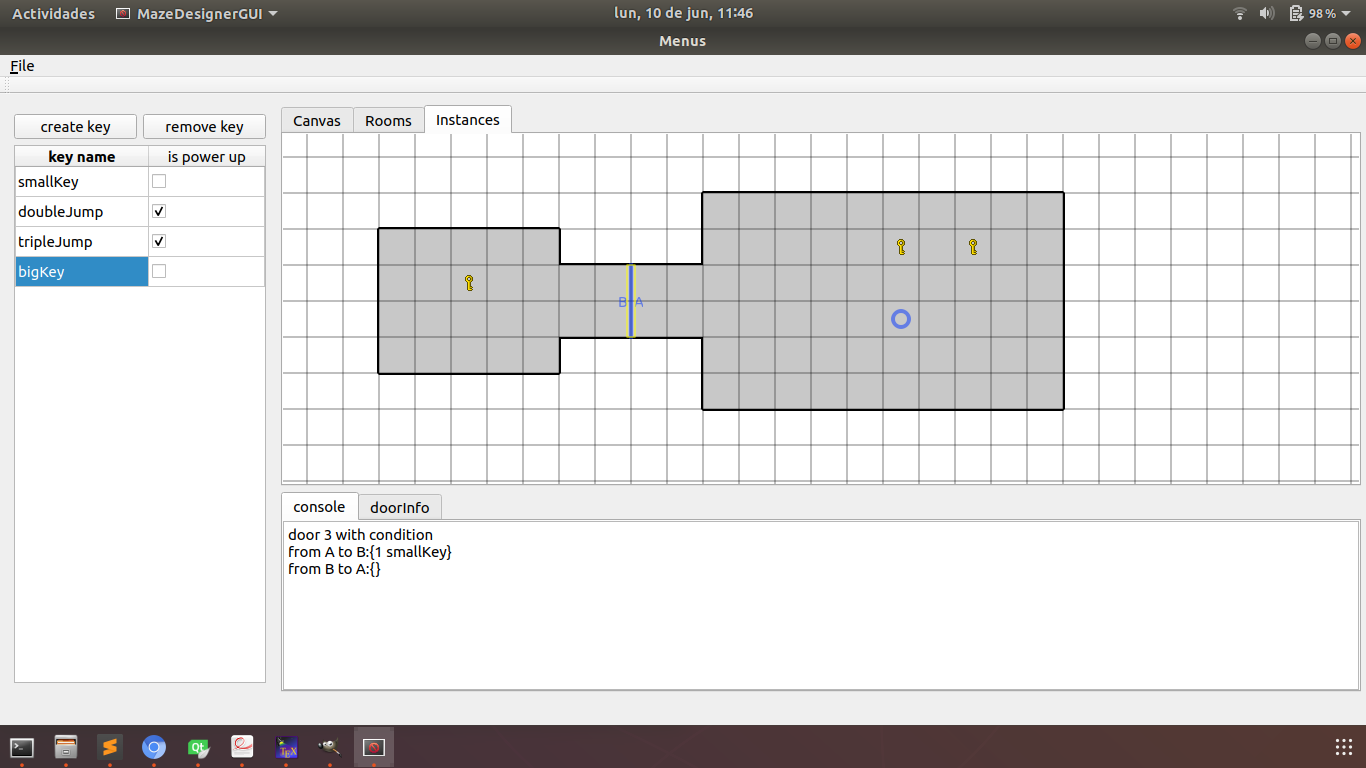 Actividades MazeDesignerGUI lun, 10 de jun, 11:46 98 %
Menus
File
create key remove key
key name is power up
smallKey
doubleJump
tripleJump
bigKey
Canvas Rooms Instances
B A
console doorInfo
door 3 with condition
from A to B:{1 smallKey}
from B to A:{}